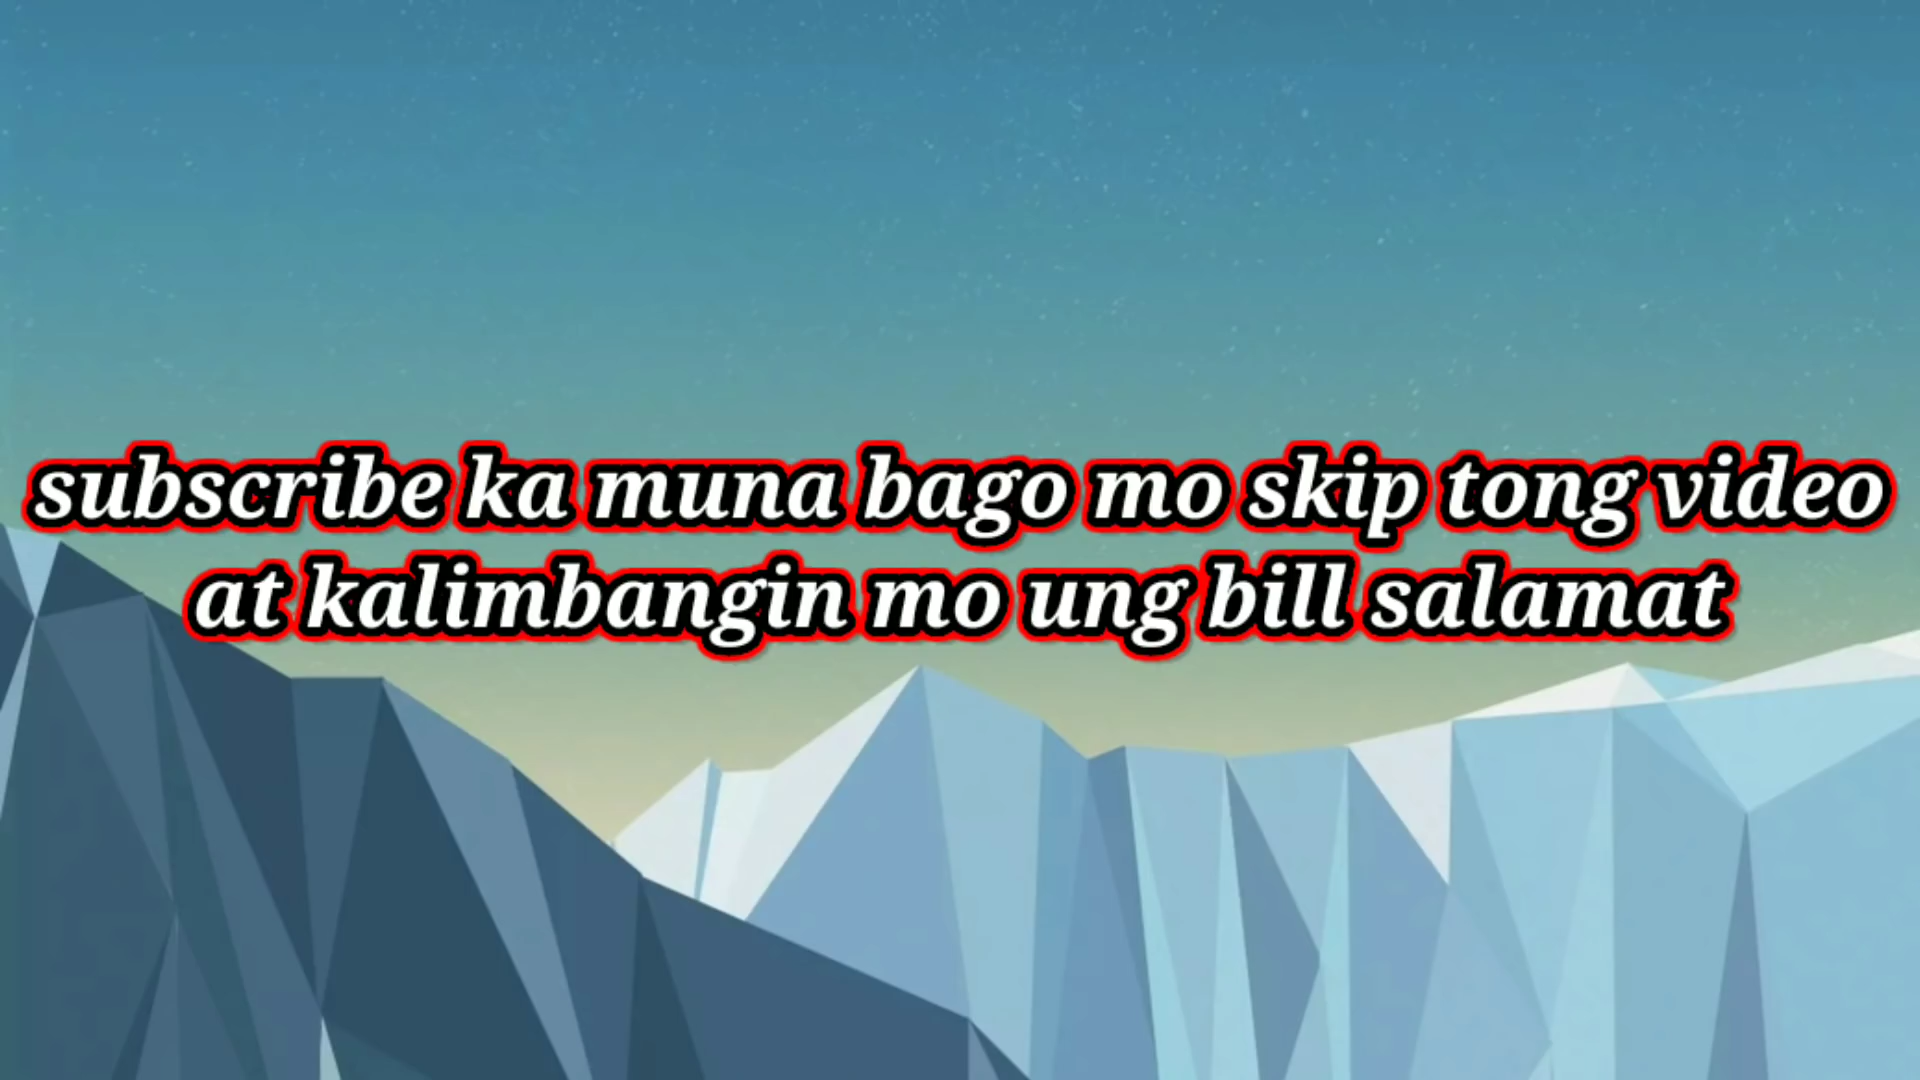 subscribe ka muna bago mo skip tong video
at kalimbangin mo ung bill salamat